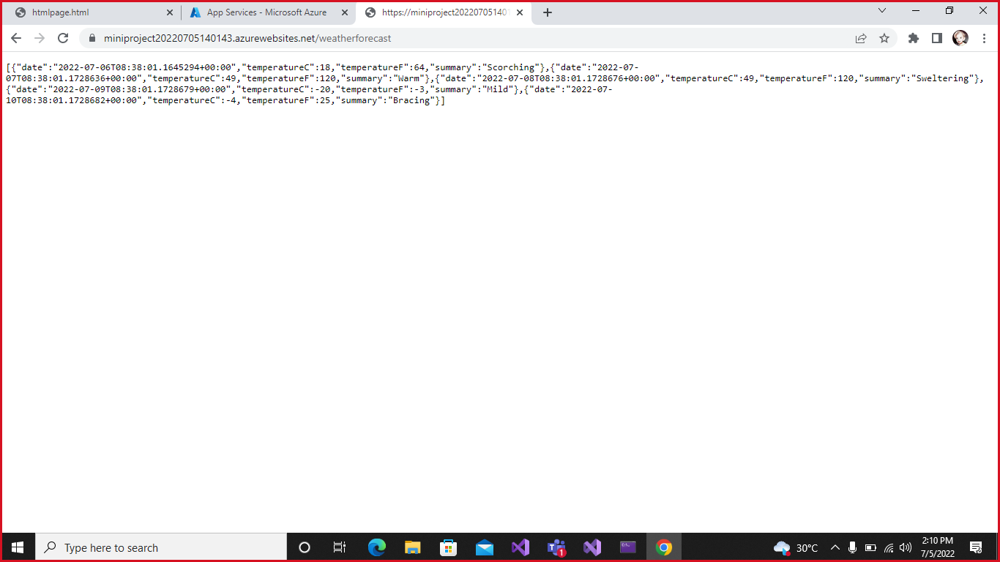 htmlpage.html
App Services - Microsoft Azure
https://miniproject2022070514014
miniproject20220705140143.azurewebsites.net/weatherforecast
[{"date":"2022-07-06T08:38:01.1645294+00:00","temperatureC":18,"temperatureF":64,"summary":"Scorching"},{"date":"2022-07-
07T08:38:01.1728636+00:00","temperatureC":49,"temperatureF":120,"summary":"Warm"},{"date":"2022-07-08T08:38:01.1728676+00:00","temperatureC":49,"temperatureF":120,"summary":"Sweltering"},
{"date":"2022-07-09T08:38:01.1728679+00:00","temperatureC":-20,"temperatureF":-3,"summary":"Mild"},{"date":"2022-07-
10T08:38:01.1728682+00:00","temperatureC":-4,"temperatureF":25,"summary":"Bracing"}]
Type here to search
1
30°C
2:10 PM
7/5/2022